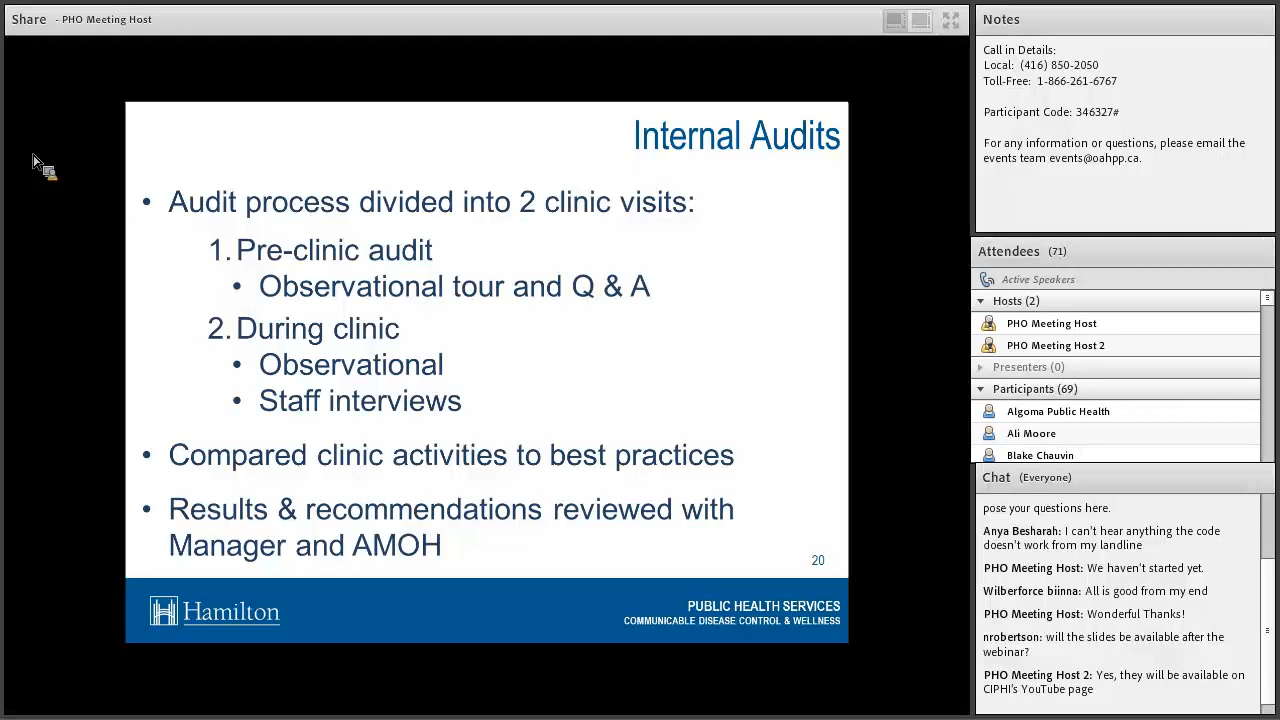 Share - PHO Meeting Host
Internal Audits
• Audit process divided into 2 clinic visits:
1. Pre-clinic audit
• Observational tour and Q & A
2. During clinic
• Observational
• Staff interviews
• Compared clinic activities to best practices
• Results & recommendations reviewed with
Manager and AMOH
20
Hamilton
PUBLIC HEALTH SERVICES
COMMUNICABLE DISEASE CONTROL & WELLNESS
Notes
Call in Details:
Local: (416) 850-2050
Toll-Free: 1-866-261-6767
Participant Code: 346327#
For any information or questions, please email the
events team events@oahpp.ca.
Attendees (71)
Active Speakers
Hosts (2)
PHO Meeting Host
PHO Meeting Host 2
Presenters (0)
Participants (69)
Algoma Public Health
Ali Moore
Blake Chauvin
Chat (Everyone)
pose your questions here.
Anya Besharah: I can't hear anything the code
doesn't work from my landline
PHO Meeting Host: We haven't started yet.
Wilberforce biinna: All is good from my end
PHO Meeting Host: Wonderful Thanks!
nrobertson: will the slides be available after the
webinar?
PHO Meeting Host 2: Yes, they will be available on
CIPHI's YouTube page